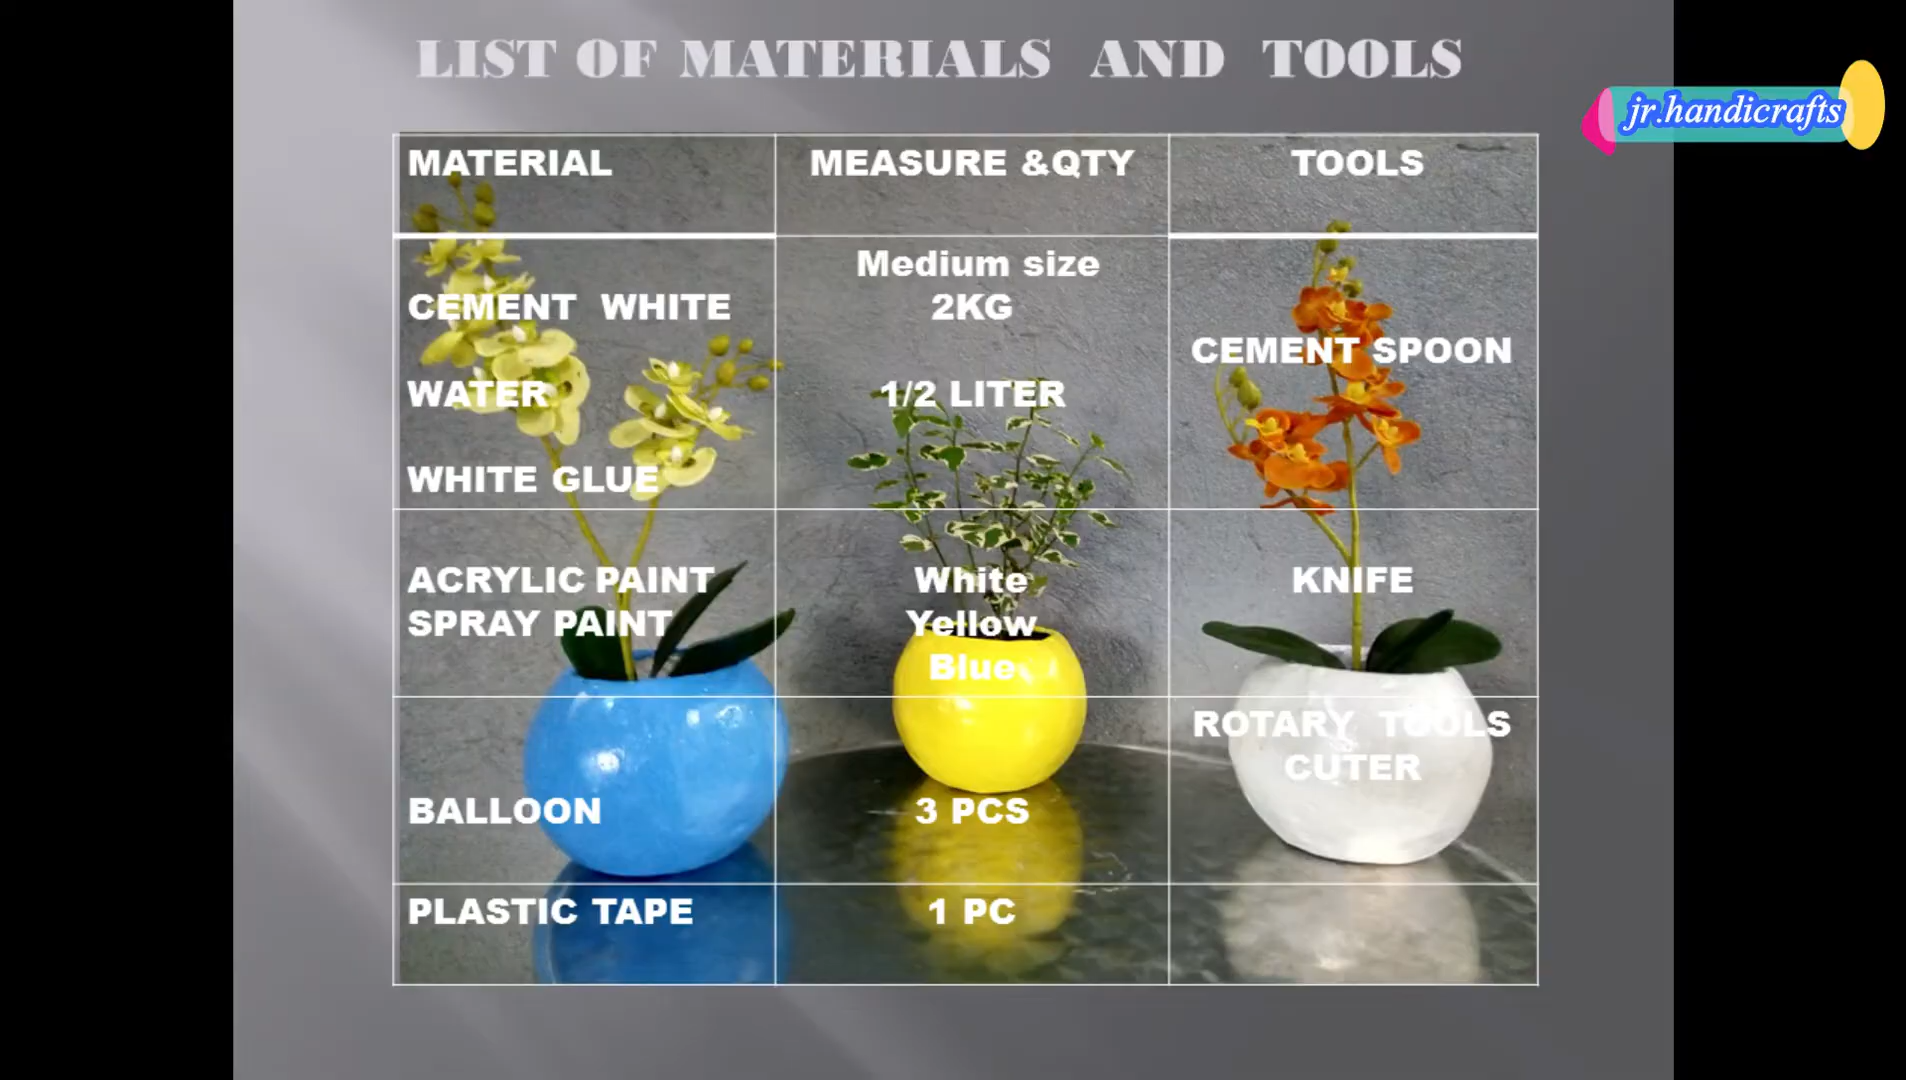 LIST OF MATERIALS AND TOOLS
jr.handicrafts
MATERIAL
MEASURE &QTY
TOOLS
CEMENT WHITE
WATER
WHITE GLUE
Medium size
2KG
1/2 LITER
CEMENT SPOON
ACRYLIC PAINT
SPRAY PAINT
White
Yellow
Blue
KNIFE
BALLOON
3 PCS
ROTARY TOOLS
CUTER
PLASTIC TAPE
1 PC